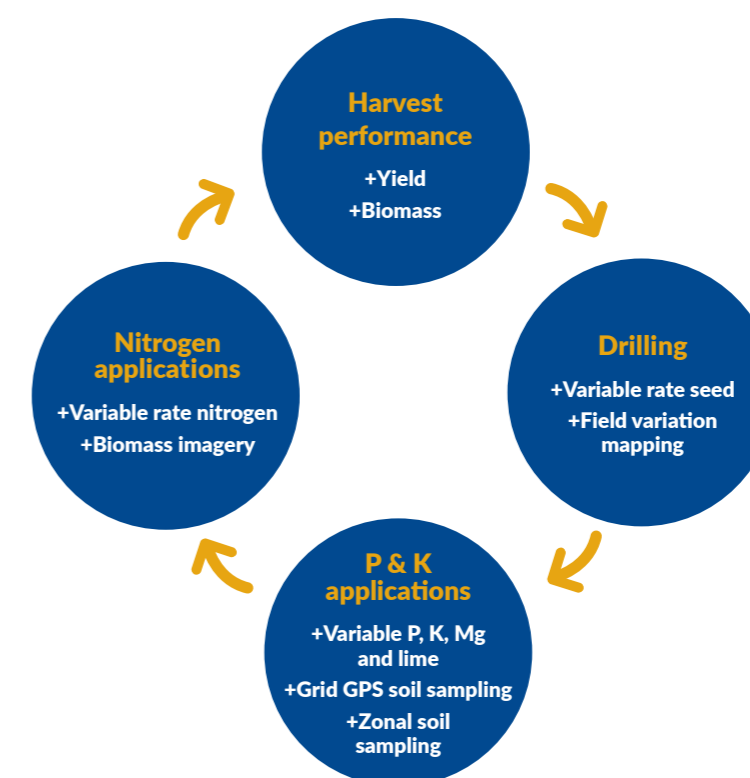 Harvest
performance
+Yield
+Biomass
Nitrogen
applications
+Variable rate nitrogen
+Biomass imagery
Drilling
+Variable rate seed
+Field variation
mapping
P & K
applications
+Variable P, K, Mg
and lime
+Grid GPS soil sampling
+Zonal soil
sampling